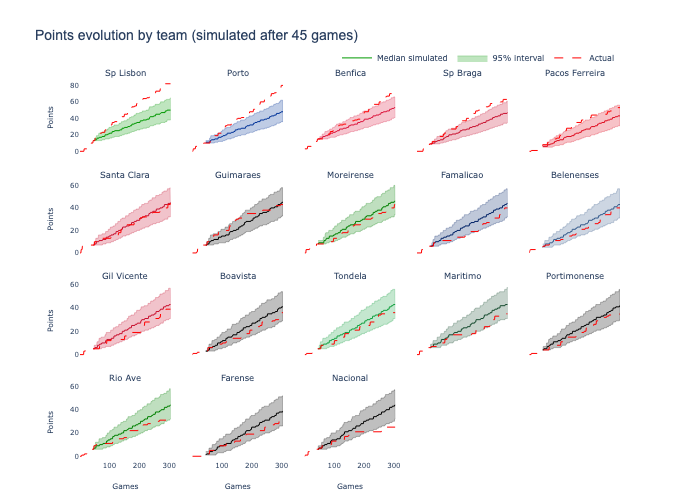 Points evolution by team (simulated after 45 games)
Median simulated 95% interval Actual
Sp Lisbon Porto Benfica Sp Braga Pacos Ferreira
80
60
40
20
0
Points
Santa Clara Guimaraes Moreirense Famalicao Belenenses
60
40
20
0
Points
Gil Vicente Boavista Tondela Maritimo Portimonense
60
40
20
0
Points
Rio Ave Farense Nacional
60
40
20
0
Points
100 200 300 100 200 300 100 200 300
Games Games Games